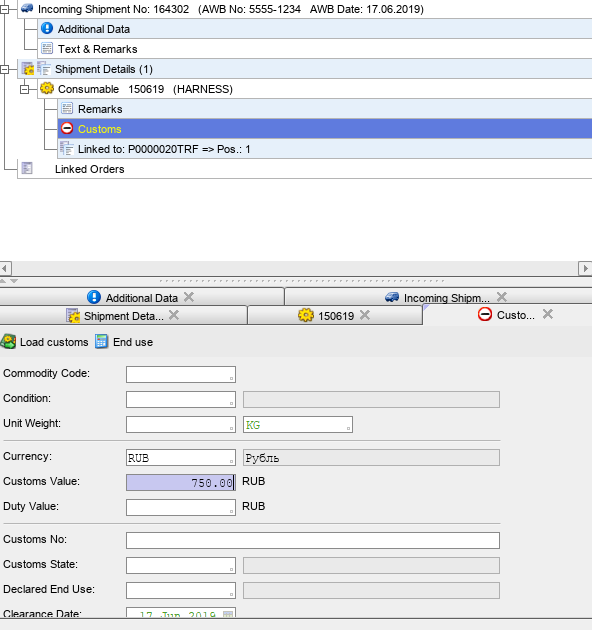 Incoming Shipment No: 164302 (AWB No: 5555-1234 AWB Date: 17.06.2019)
Additional Data
Text & Remarks
Shipment Details (1)
Consumable 150619 (HARNESS)
Remarks
Customs
Linked to: P0000020TRF => Pos.: 1
Linked Orders
Additional Data Incoming Shipm...
Shipment Deta... 150619 Custo...
Load customs End use
Commodity Code:
Condition:
Unit Weight: KG
Currency: RUB Рубль
Customs Value: 750.00 RUB
Duty Value: RUB
Customs No:
Customs State:
Declared End Use:
Clearance Date: 17 Jun 2019